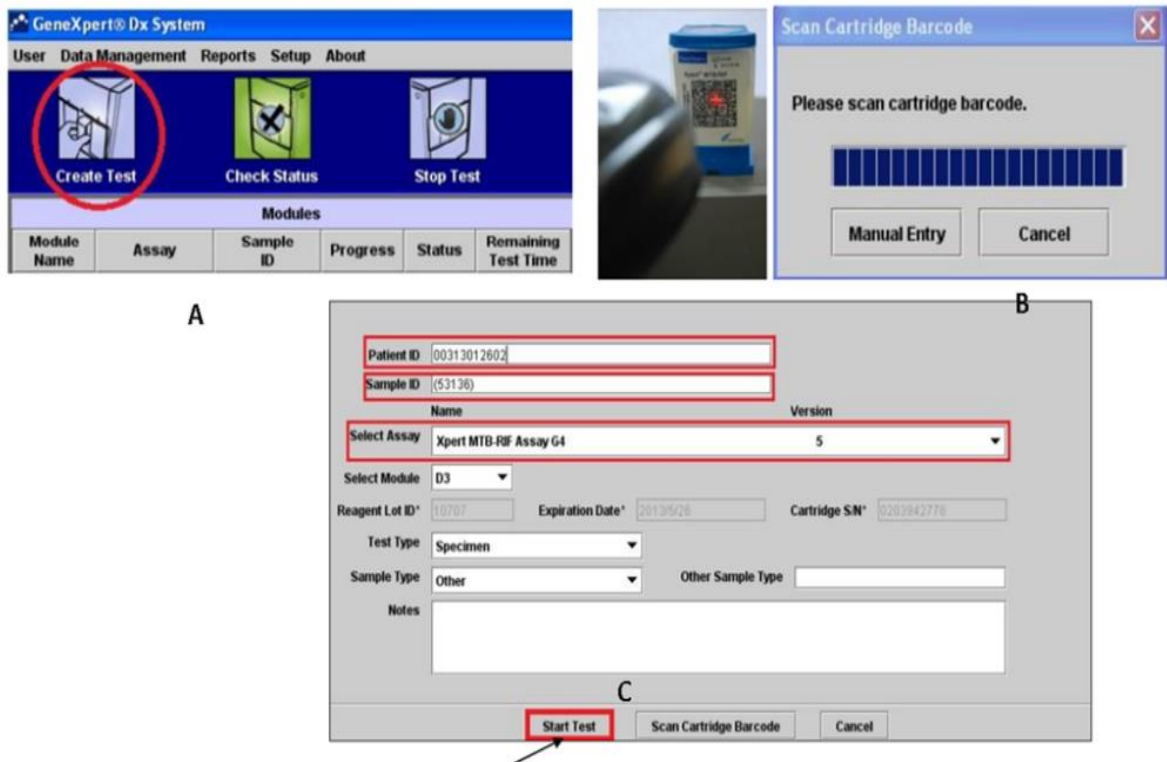 GeneXpert® Dx System
User Data Management Reports Setup About
Create Test Check Status Stop Test
Modules
Module Name Assay Sample ID Progress Status Remaining Test Time
A
Scan Cartridge Barcode
Please scan cartridge barcode.
Manual Entry Cancel
B
Patient ID 00313012602
Sample ID (53136)
Name Version
Select Assay Xpert MTB-RIF Assay G4 5
Select Module D3
Reagent Lot ID* 10707 Expiration Date* 2013/5/26 Cartridge S/N* 0203942778
Test Type Specimen
Sample Type Other Other Sample Type
Notes
C
Start Test Scan Cartridge Barcode Cancel